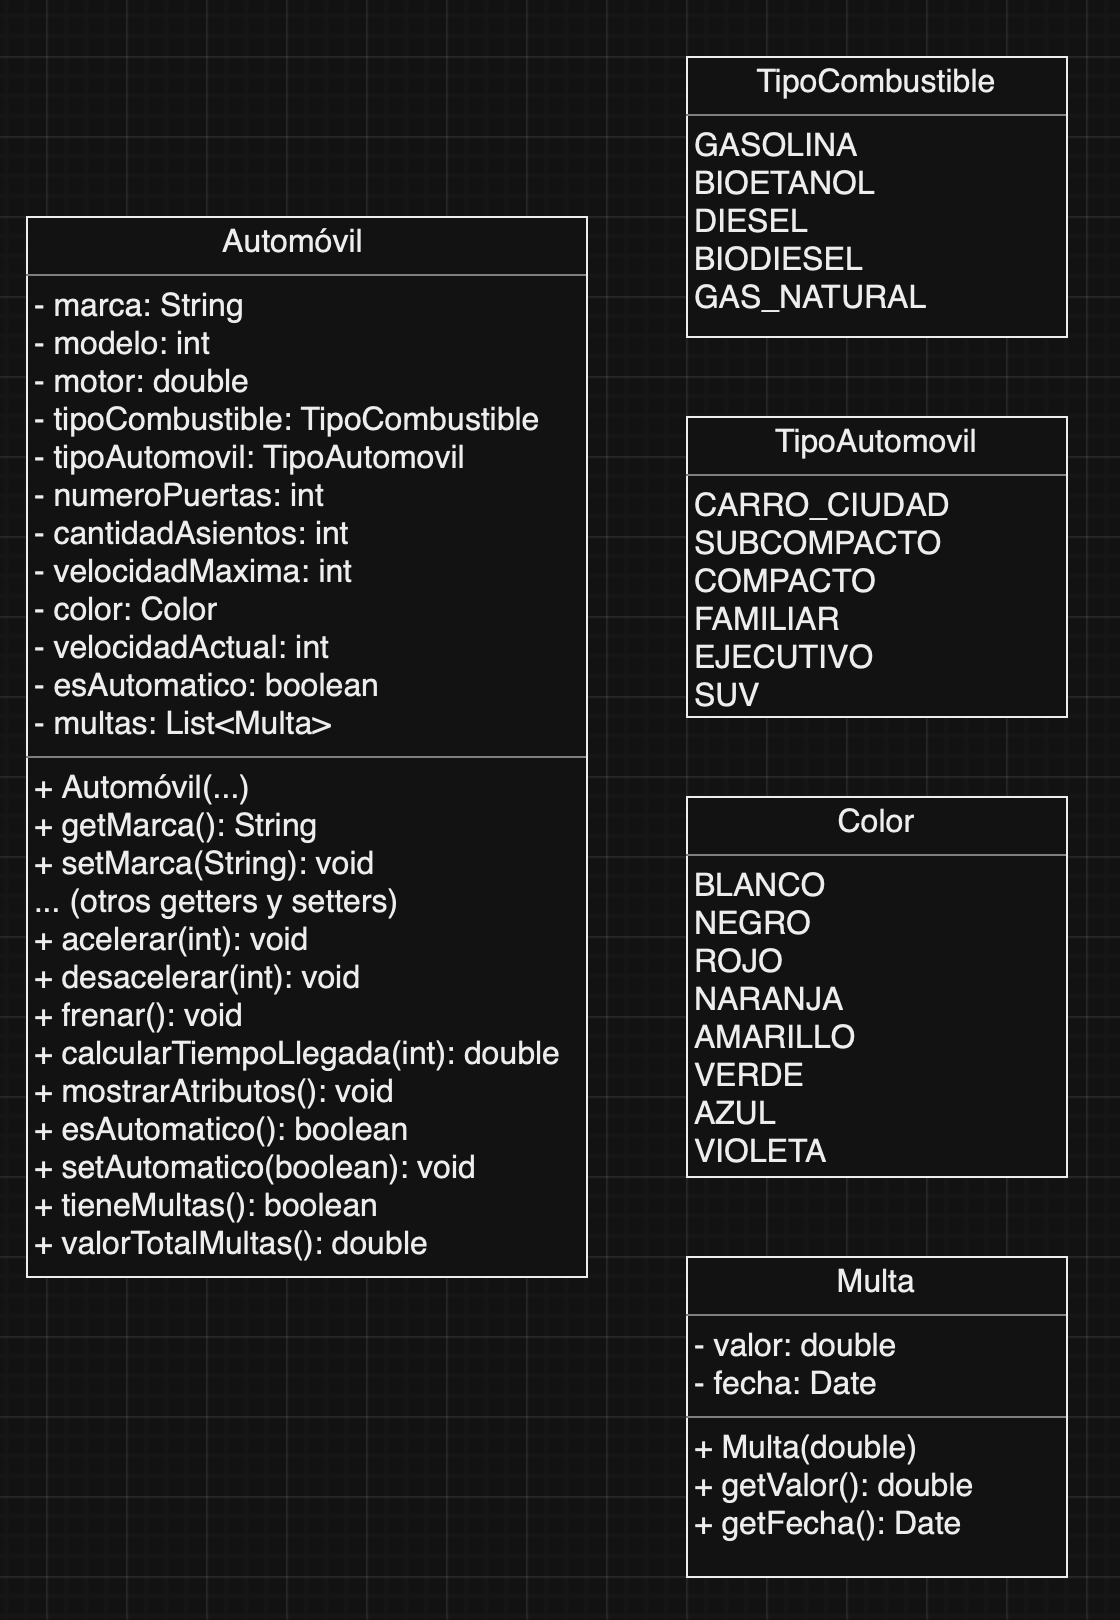 Automóvil
- marca: String
- modelo: int
- motor: double
- tipoCombustible: TipoCombustible
- tipoAutomovil: TipoAutomovil
- numeroPuertas: int
- cantidadAsientos: int
- velocidadMaxima: int
- color: Color
- velocidadActual: int
- esAutomatico: boolean
- multas: List<Multa>
+ Automóvil(...)
+ getMarca(): String
+ setMarca(String): void
... (otros getters y setters)
+ acelerar(int): void
+ desacelerar(int): void
+ frenar(): void
+ calcularTiempoLlegada(int): double
+ mostrarAtributos(): void
+ esAutomatico(): boolean
+ setAutomatico(boolean): void
+ tieneMultas(): boolean
+ valorTotalMultas(): double
TipoCombustible
GASOLINA
BIOETANOL
DIESEL
BIODIESEL
GAS_NATURAL
TipoAutomovil
CARRO_CIUDAD
SUBCOMPACTO
COMPACTO
FAMILIAR
EJECUTIVO
SUV
Color
BLANCO
NEGRO
ROJO
NARANJA
AMARILLO
VERDE
AZUL
VIOLETA
Multa
- valor: double
- fecha: Date
+ Multa(double)
+ getValor(): double
+ getFecha(): Date